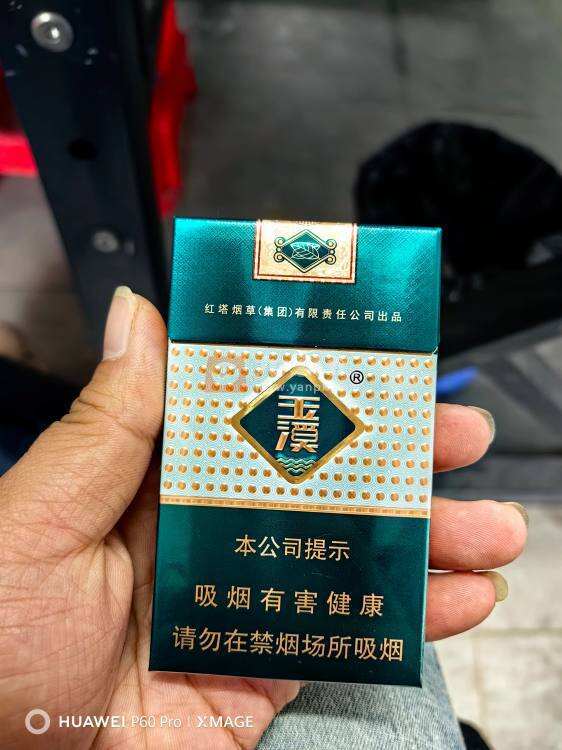 红塔烟草(集团)有限责任公司出品
®
玉溪
本公司提示
吸烟有害健康
请勿在禁烟场所吸烟
HUAWEI P60 Pro | XMAGE